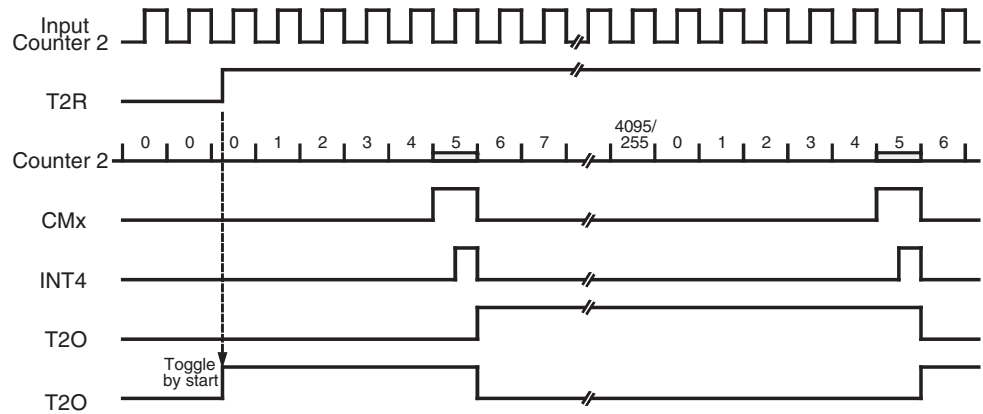 Input
Counter 2
T2R
4095/
Counter 2 0 0 0 1 2 3 4 5 6 7 255 0 1 2 3 4 5 6
CMx
INT4
T2O
Toggle
by start
T2O